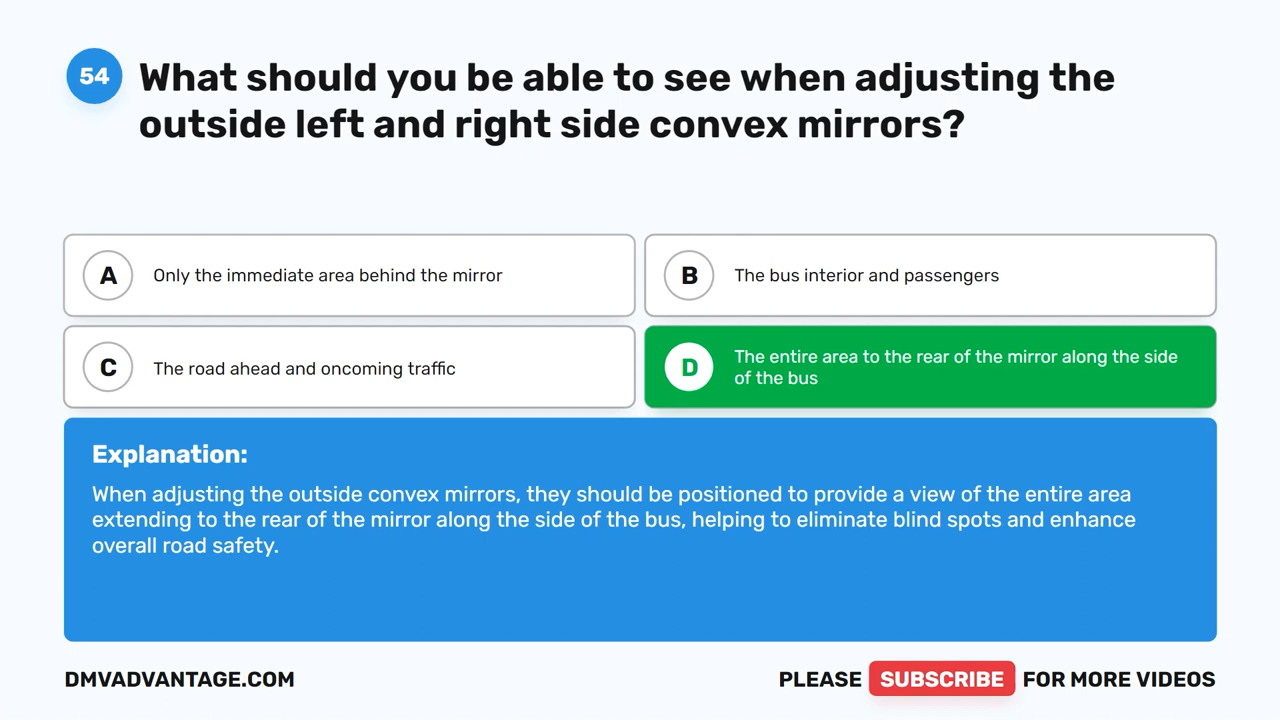 54
What should you be able to see when adjusting the
outside left and right side convex mirrors?
A
Only the immediate area behind the mirror
B
The bus interior and passengers
C
The road ahead and oncoming traffic
D
The entire area to the rear of the mirror along the side
of the bus
Explanation:
When adjusting the outside convex mirrors, they should be positioned to provide a view of the entire area
extending to the rear of the mirror along the side of the bus, helping to eliminate blind spots and enhance
overall road safety.
DMVADVANTAGE.COM
PLEASE SUBSCRIBE FOR MORE VIDEOS